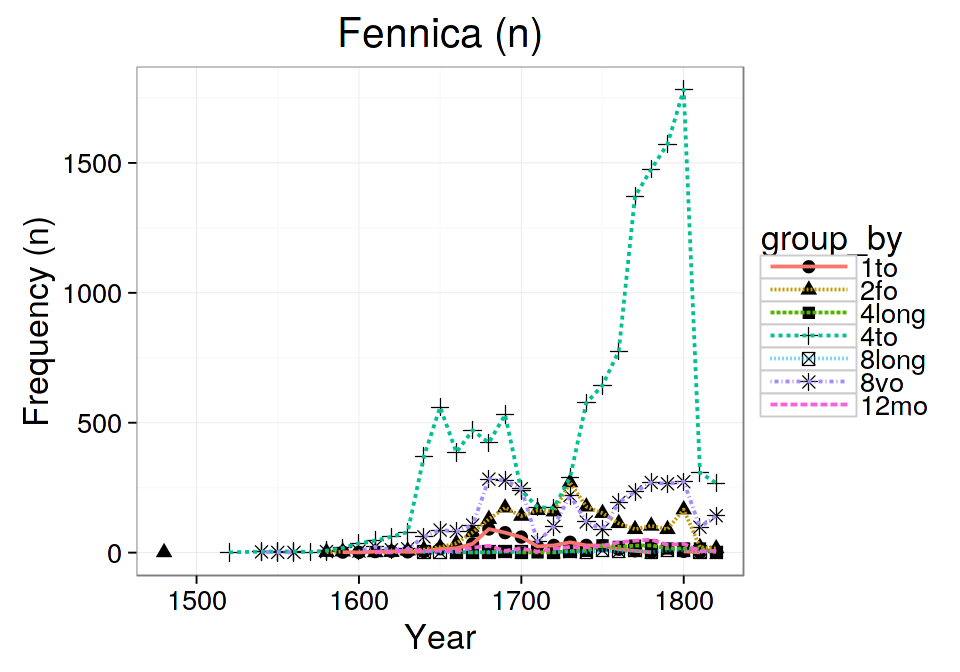 Fennica (n)
1500
1000
500
0
Frequency (n)
1500 1600 1700 1800
Year
group_by
1to
2fo
4long
4to
8long
8vo
12mo